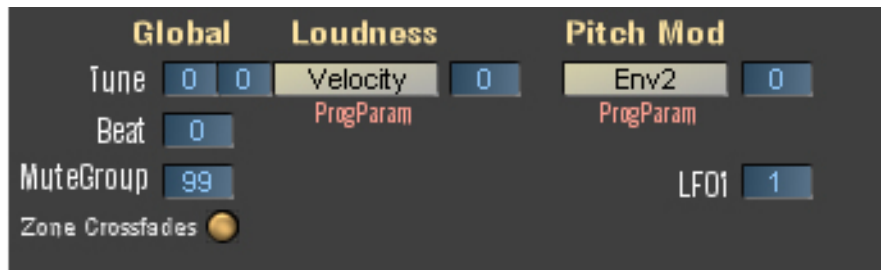 Global Loudness Pitch Mod
Tune 0 0 Velocity 0 Env2 0
ProgParam ProgParam
Beat 0
MuteGroup 99 LFO1 1
Zone Crossfades